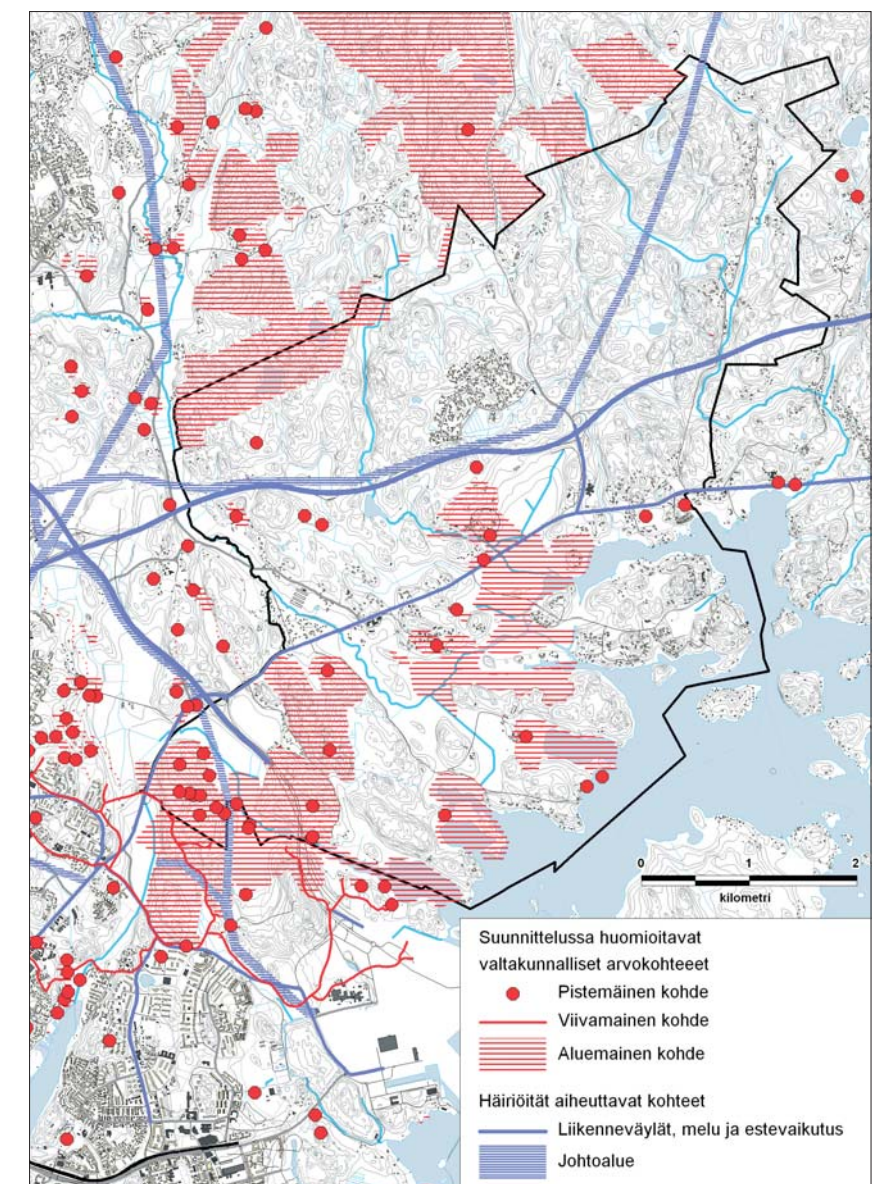 0 1 2
kilometri
Suunnittelussa huomioitavat
valtakunnalliset arvokohteeet
Pistemäinen kohde
Viivamainen kohde
Aluemainen kohde
Häiriöität aiheuttavat kohteet
Liikenneväylät, melu ja estevaikutus
Johtoalue